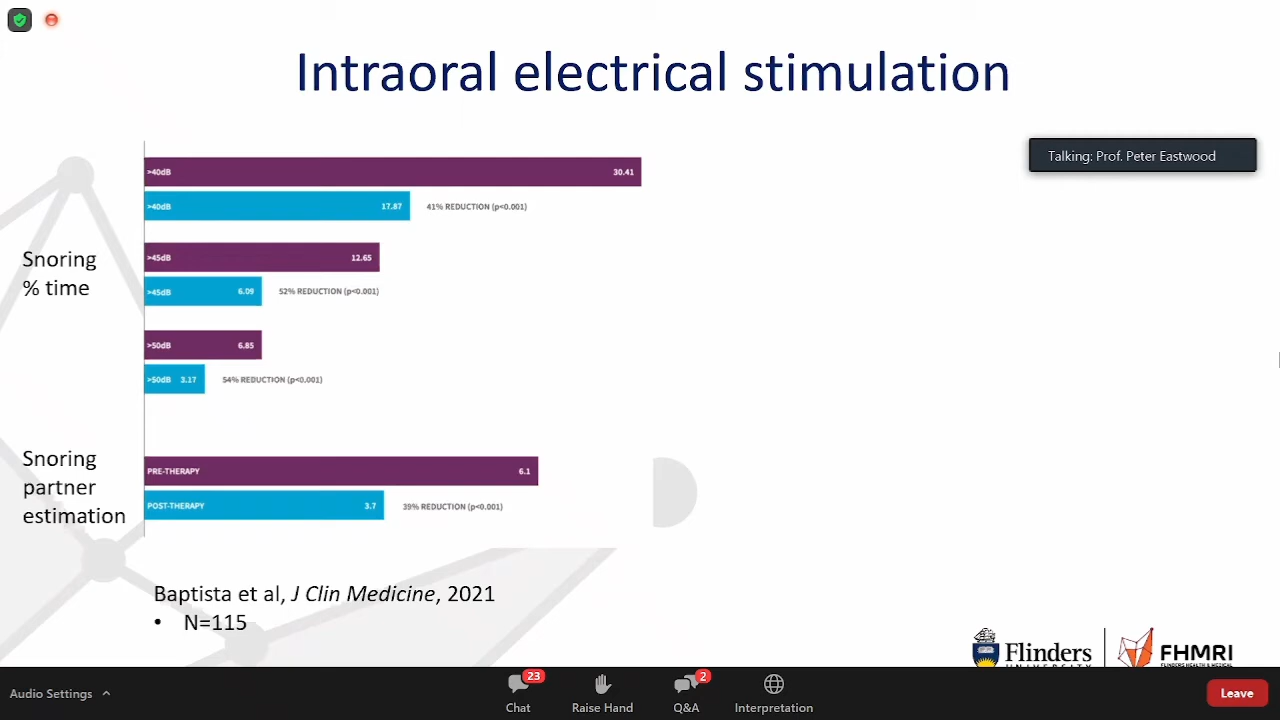 Intraoral electrical stimulation
Talking: Prof. Peter Eastwood
Snoring
% time
>40dB 30.41
>40dB 17.87 41% REDUCTION (p<0.001)
>45dB 12.65
>45dB 6.09 52% REDUCTION (p<0.001)
>50dB 6.85
>50dB 3.17 54% REDUCTION (p<0.001)
Snoring
partner
estimation
PRE-THERAPY 6.1
POST-THERAPY 3.7 39% REDUCTION (p<0.001)
Baptista et al, J Clin Medicine, 2021
• N=115
Flinders
UNIVERSITY
FHMRI
FLINDERS HEALTH & MEDICAL
Audio Settings
23
Chat
Raise Hand
2
Q&A
Interpretation
Leave